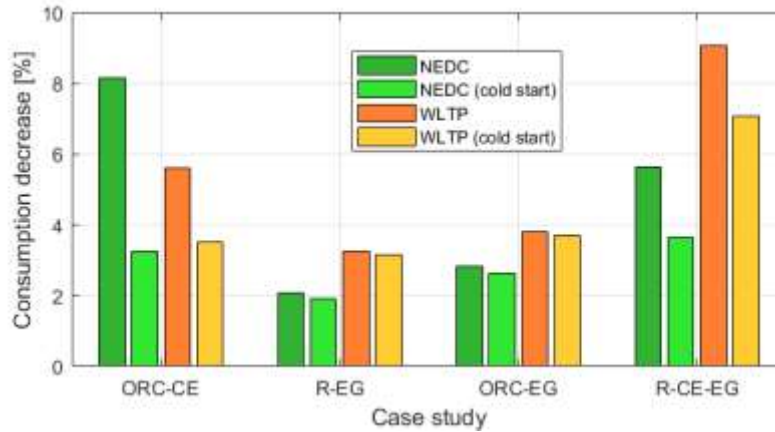 Consumption decrease [%]
10
8
6
4
2
0
NEDC
NEDC (cold start)
WLTP
WLTP (cold start)
ORC-CE R-EG ORC-EG R-CE-EG
Case study